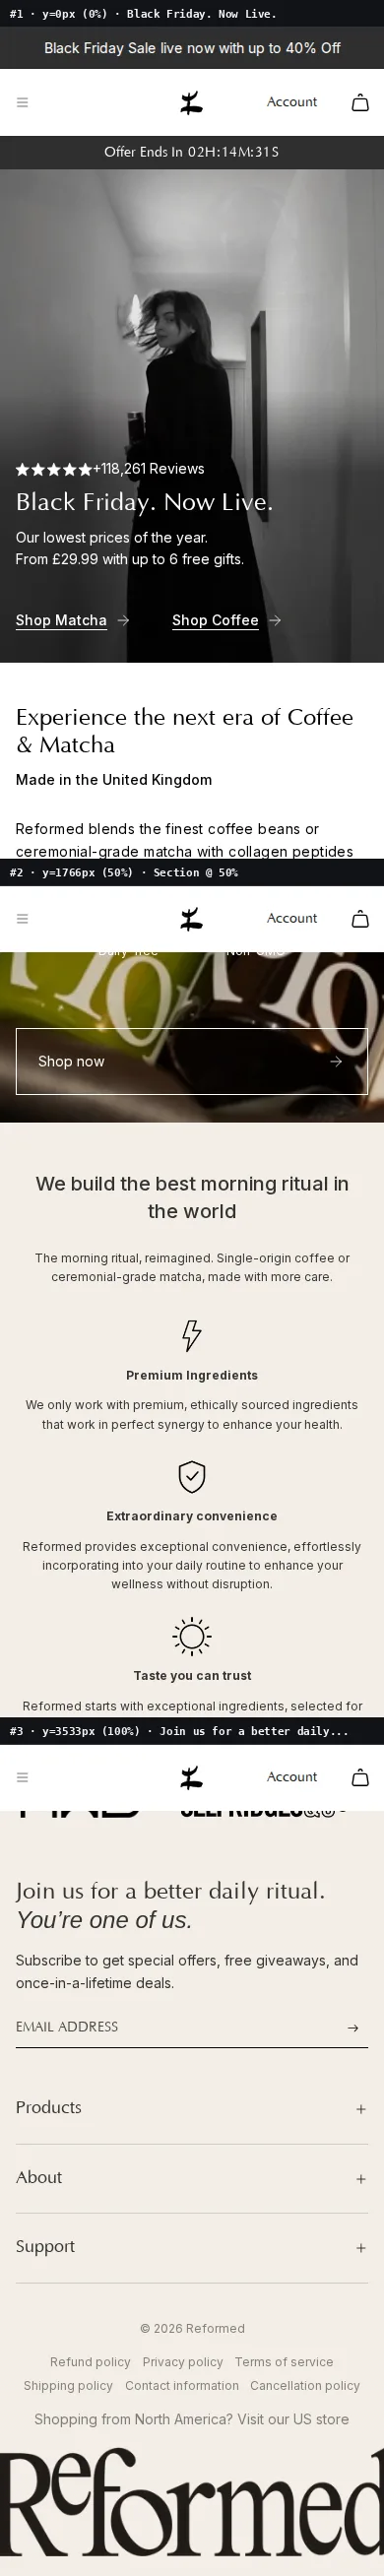 #1 · y=0px (0%) · Black Friday. Now Live.
Black Friday Sale live now with up to 40% Off
Account
Offer Ends In 02H:14M:31S
+118,261 Reviews
Black Friday. Now Live.
Our lowest prices of the year.
From £29.99 with up to 6 free gifts.
Shop Matcha Shop Coffee
Experience the next era of Coffee
& Matcha
Made in the United Kingdom
Reformed blends the finest coffee beans or
ceremonial-grade matcha with collagen peptides
#2 · y=1766px (50%) · Section @ 50%
Account
Shop now
We build the best morning ritual in
the world
The morning ritual, reimagined. Single-origin coffee or
ceremonial-grade matcha, made with more care.
Premium Ingredients
We only work with premium, ethically sourced ingredients
that work in perfect synergy to enhance your health.
Extraordinary convenience
Reformed provides exceptional convenience, effortlessly
incorporating into your daily routine to enhance your
wellness without disruption.
Taste you can trust
Reformed starts with exceptional ingredients, selected for
#3 · y=3533px (100%) · Join us for a better daily...
Account
Join us for a better daily ritual.
You’re one of us.
Subscribe to get special offers, free giveaways, and
once-in-a-lifetime deals.
EMAIL ADDRESS
Products
About
Support
© 2026 Reformed
Refund policy Privacy policy Terms of service
Shipping policy Contact information Cancellation policy
Shopping from North America? Visit our US store
Reformed